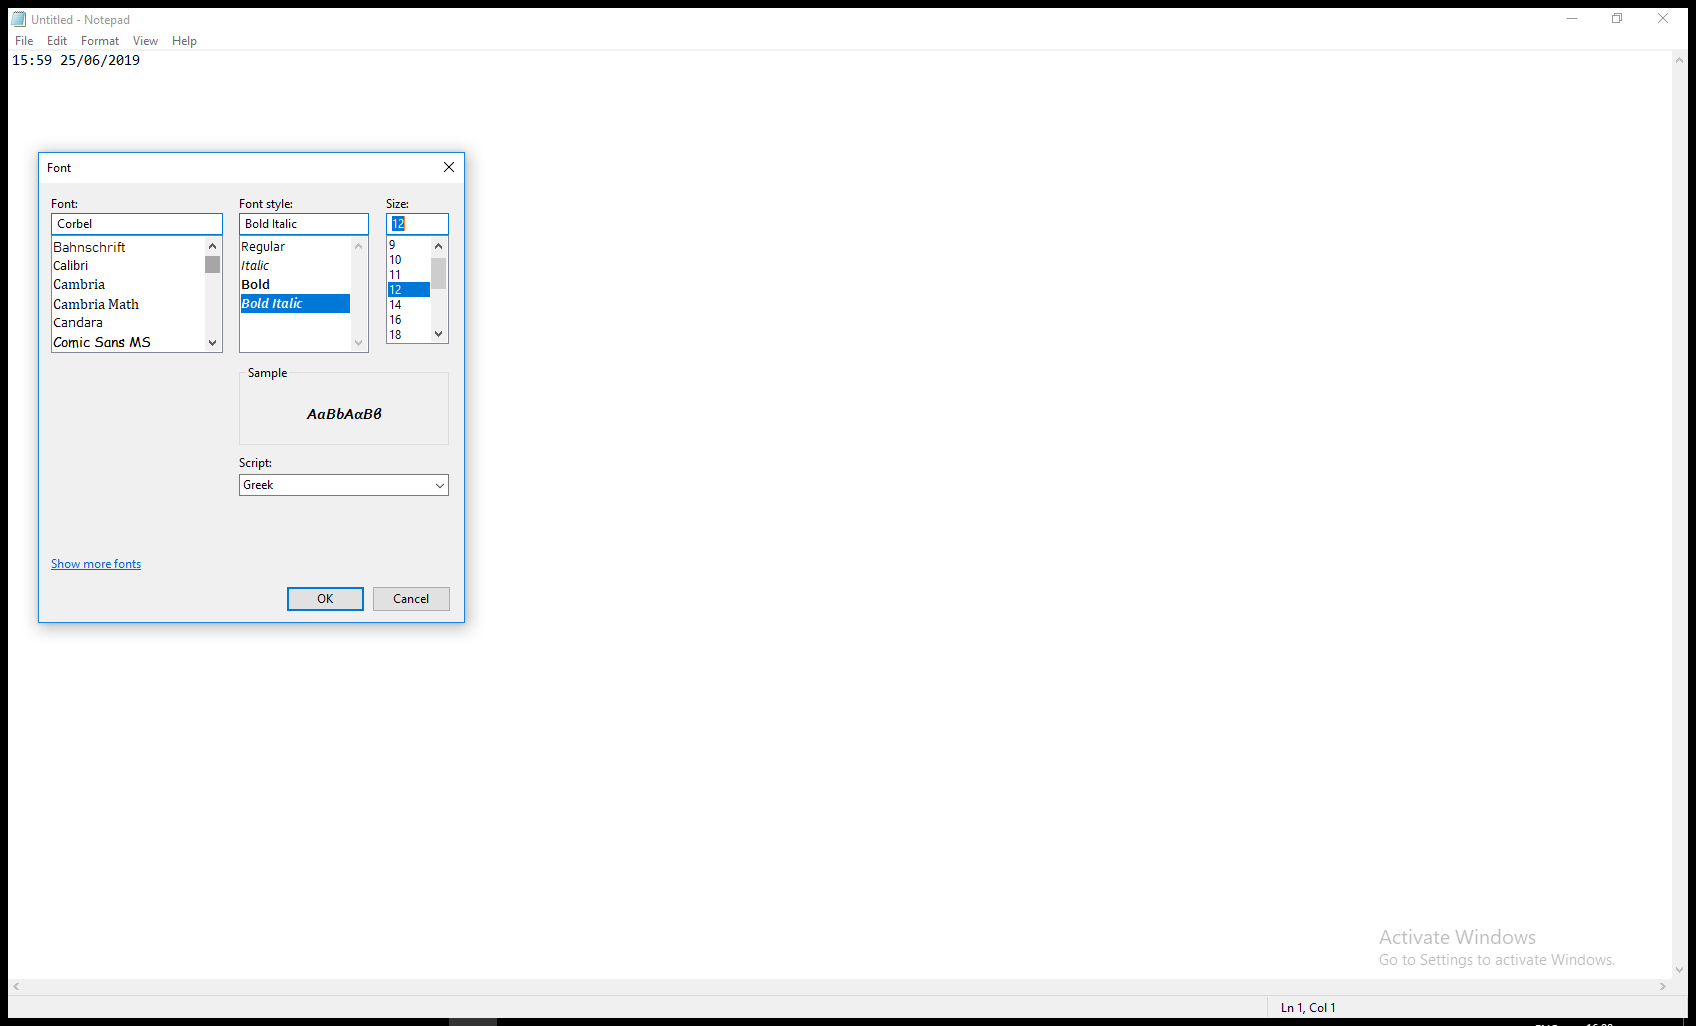 Untitled - Notepad
File Edit Format View Help
15:59 25/06/2019
Font
Font: Font style: Size:
Corbel Bold Italic 12
Bahnschrift
Calibri
Cambria
Cambria Math
Candara
Comic Sans MS
Regular
Italic
Bold
Bold Italic
9
10
11
12
14
16
18
Sample
AaBbΑαΒβ
Script:
Greek
Show more fonts
OK Cancel
Activate Windows
Go to Settings to activate Windows.
Ln 1, Col 1